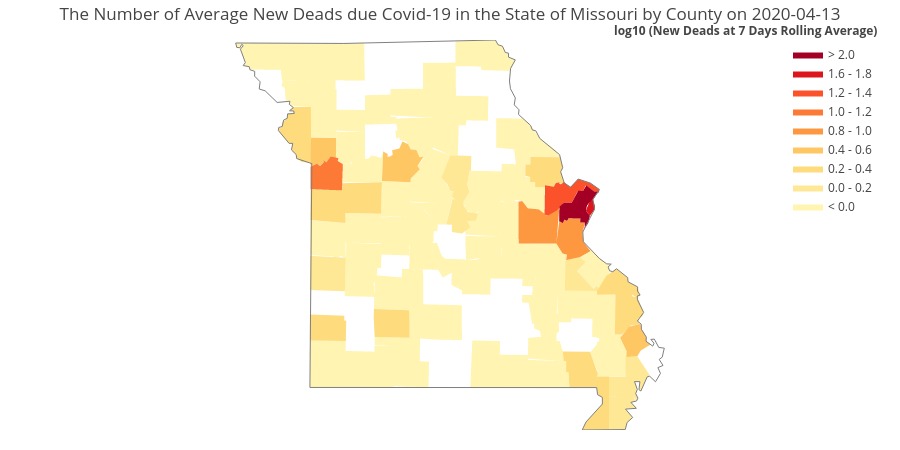 The Number of Average New Deads due Covid-19 in the State of Missouri by County on 2020-04-13
log10 (New Deads at 7 Days Rolling Average)
> 2.0
1.6 - 1.8
1.2 - 1.4
1.0 - 1.2
0.8 - 1.0
0.4 - 0.6
0.2 - 0.4
0.0 - 0.2
< 0.0